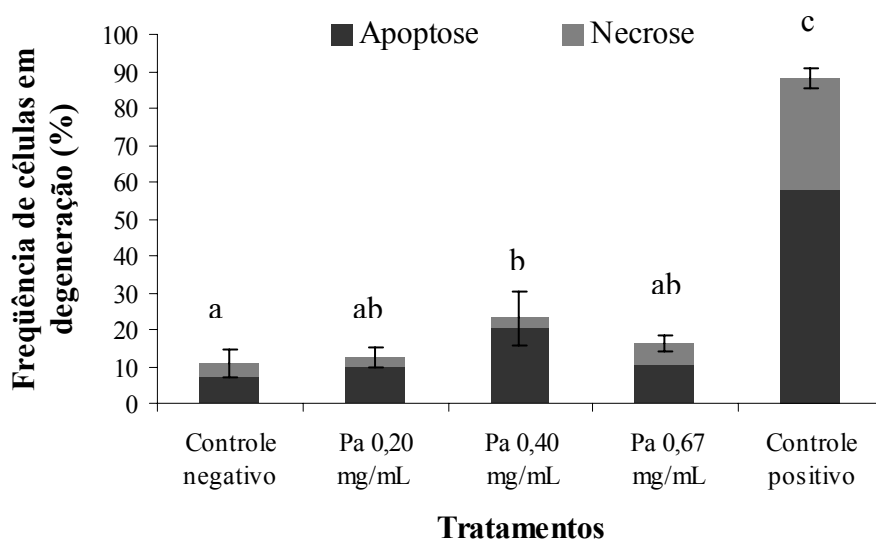 Freqüência de células em
degeneração (%)
100
90
80
70
60
50
40
30
20
10
0
Apoptose
Necrose
a
ab
b
ab
c
Controle
negativo
Pa 0,20
mg/mL
Pa 0,40
mg/mL
Pa 0,67
mg/mL
Controle
positivo
Tratamentos